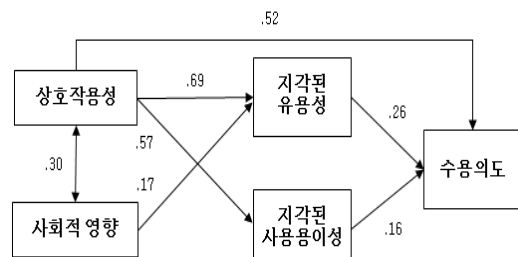 .52
상호작용성
.69
지각된
유용성
.26
.30
.57
.17
수용의도
사회적 영향
지각된
사용용이성
.16